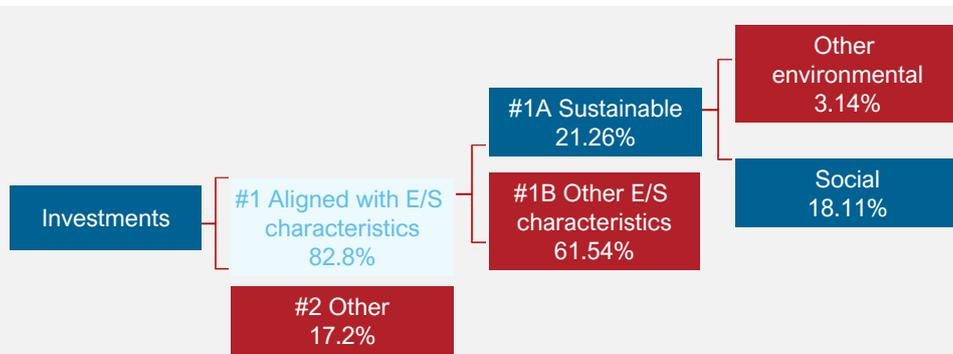 Investments
#1 Aligned with E/S
characteristics
82.8%
#2 Other
17.2%
#1A Sustainable
21.26%
#1B Other E/S
characteristics
61.54%
Other
environmental
3.14%
Social
18.11%